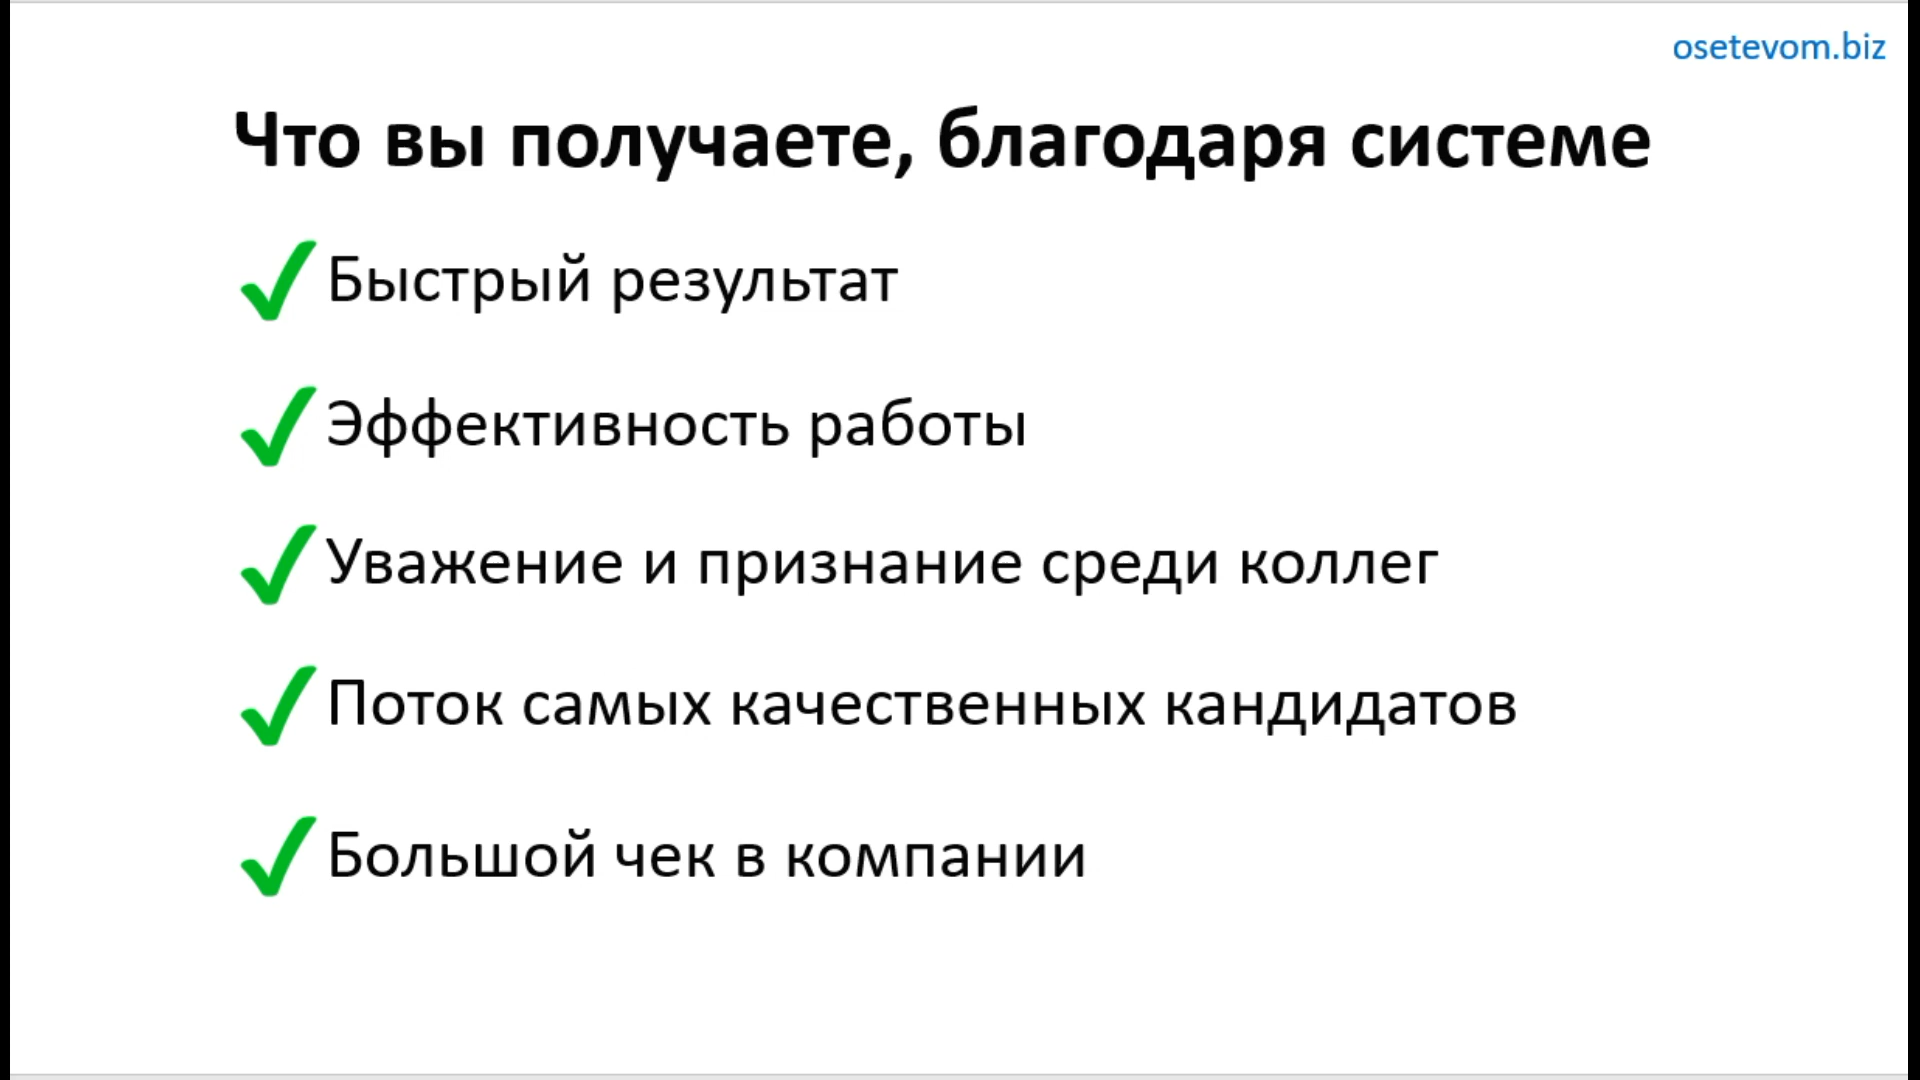 osetevom.biz
Что вы получаете, благодаря системе
Быстрый результат
Эффективность работы
Уважение и признание среди коллег
Поток самых качественных кандидатов
Большой чек в компании